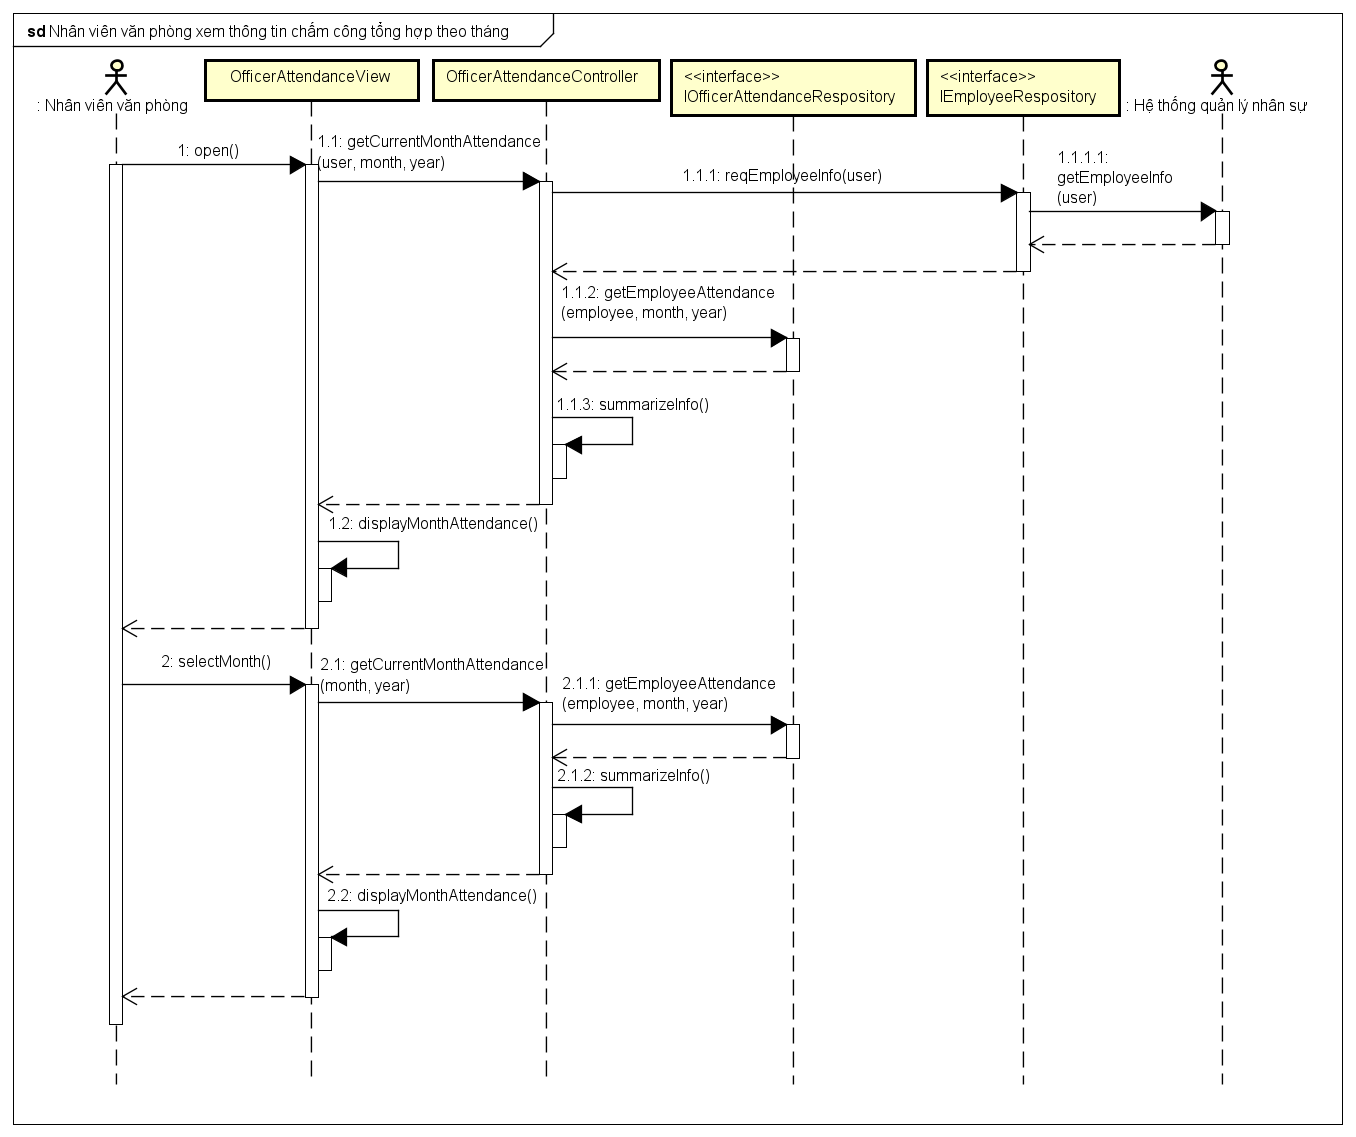 sd Nhân viên văn phòng xem thông tin chấm công tổng hợp theo tháng
: Nhân viên văn phòng
OfficerAttendanceView
OfficerAttendanceController
<<interface>>
IOfficerAttendanceRespository
<<interface>>
IEmployeeRespository
: Hệ thống quản lý nhân sự
1: open()
1.1: getCurrentMonthAttendance
(user, month, year)
1.1.1: reqEmployeeInfo(user)
1.1.1.1:
getEmployeeInfo
(user)
1.1.2: getEmployeeAttendance
(employee, month, year)
1.1.3: summarizeInfo()
1.2: displayMonthAttendance()
2: selectMonth()
2.1: getCurrentMonthAttendance
(month, year)
2.1.1: getEmployeeAttendance
(employee, month, year)
2.1.2: summarizeInfo()
2.2: displayMonthAttendance()